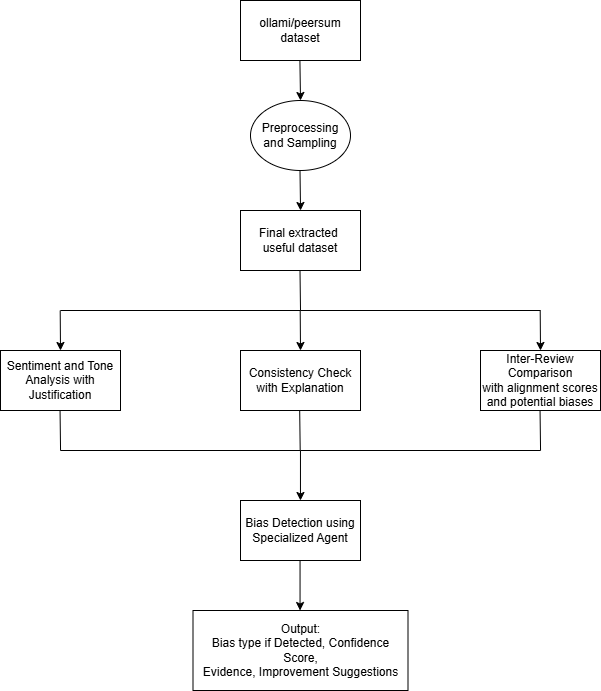 ollami/peersum
dataset
Preprocessing
and Sampling
Final extracted
useful dataset
Sentiment and Tone
Analysis with
Justification
Consistency Check
with Explanation
Inter-Review
Comparison
with alignment scores
and potential biases
Bias Detection using
Specialized Agent
Output:
Bias type if Detected, Confidence
Score,
Evidence, Improvement Suggestions